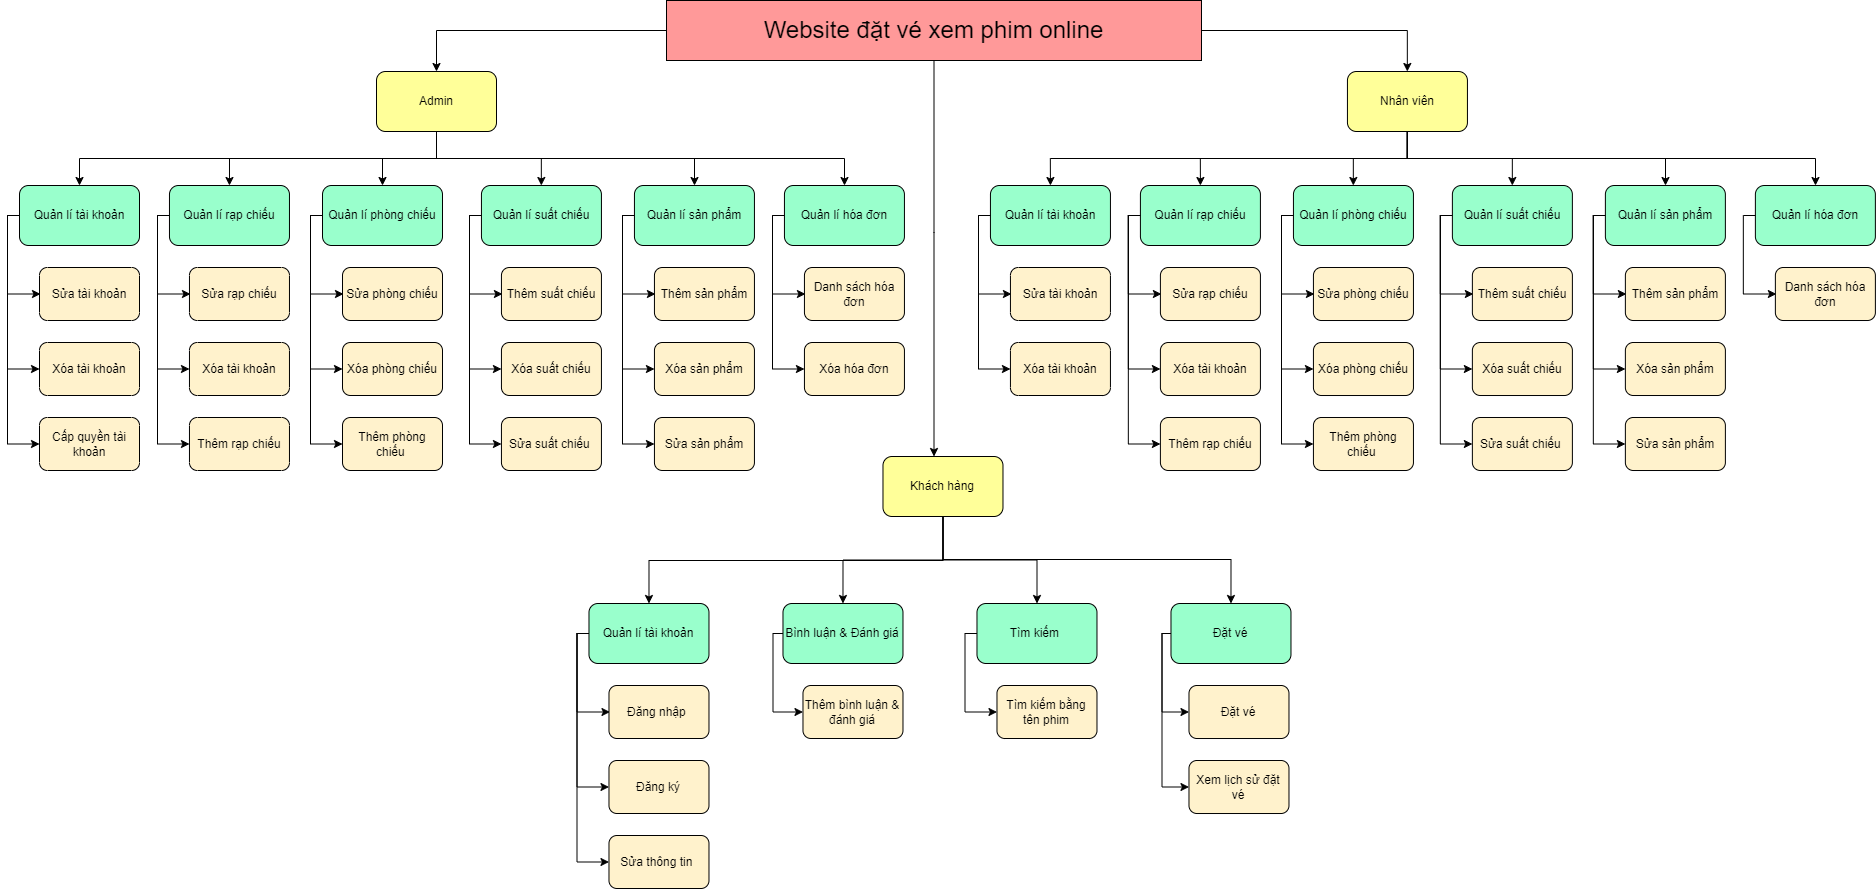 Website đặt vé xem phim online
Admin
Nhân viên
Quản lí tài khoản
Quản lí rạp chiếu
Quản lí phòng chiếu
Quản lí suất chiếu
Quản lí sản phẩm
Quản lí hóa đơn
Quản lí tài khoản
Quản lí rạp chiếu
Quản lí phòng chiếu
Quản lí suất chiếu
Quản lí sản phẩm
Quản lí hóa đơn
Sửa tài khoản
Sửa rạp chiếu
Sửa phòng chiếu
Thêm suất chiếu
Thêm sản phẩm
Danh sách hóa
đơn
Sửa tài khoản
Sửa rạp chiếu
Sửa phòng chiếu
Thêm suất chiếu
Thêm sản phẩm
Danh sách hóa
đơn
Xóa tài khoản
Xóa tài khoản
Xóa phòng chiếu
Xóa suất chiếu
Xóa sản phẩm
Xóa hóa đơn
Xóa tài khoản
Xóa tài khoản
Xóa phòng chiếu
Xóa suất chiếu
Xóa sản phẩm
Cấp quyền tài
khoản
Thêm rạp chiếu
Thêm phòng
chiếu
Sửa suất chiếu
Sửa sản phẩm
Thêm rạp chiếu
Thêm phòng
chiếu
Sửa suất chiếu
Sửa sản phẩm
Khách hàng
Quản lí tài khoản
Bình luận & Đánh giá
Tìm kiếm
Đặt vé
Đăng nhập
Thêm bình luận &
đánh giá
Tìm kiếm bằng
tên phim
Đặt vé
Đăng ký
Xem lịch sử đặt
vé
Sửa thông tin